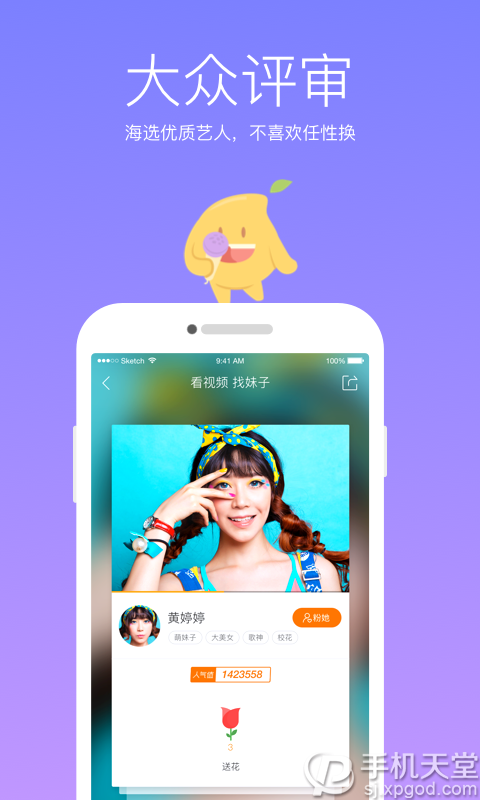 大众评审
海选优质艺人，不喜欢任性换
Sketch 9:41 AM 100%
看视频 找妹子
黄婷婷
粉她
萌妹子 大美女 歌神 校花
人气值 1423558
3
送花
手机天堂
sjxpgod.com